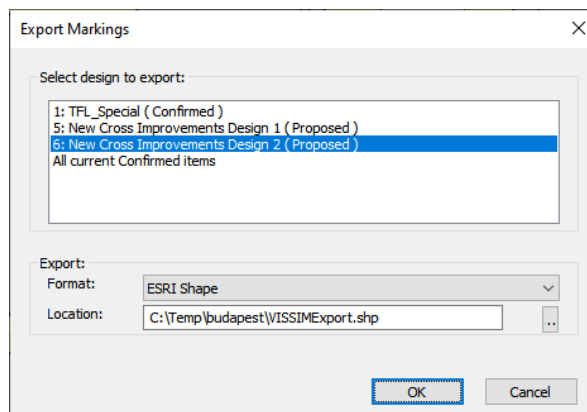 Export Markings
Select design to export:
1: TFL_Special ( Confirmed )
5: New Cross Improvements Design 1 ( Proposed )
6: New Cross Improvements Design 2 ( Proposed )
All current Confirmed items
Export:
Format: ESRI Shape
Location: C:\Temp\budapest\VISSIMExport.shp ..
OK Cancel